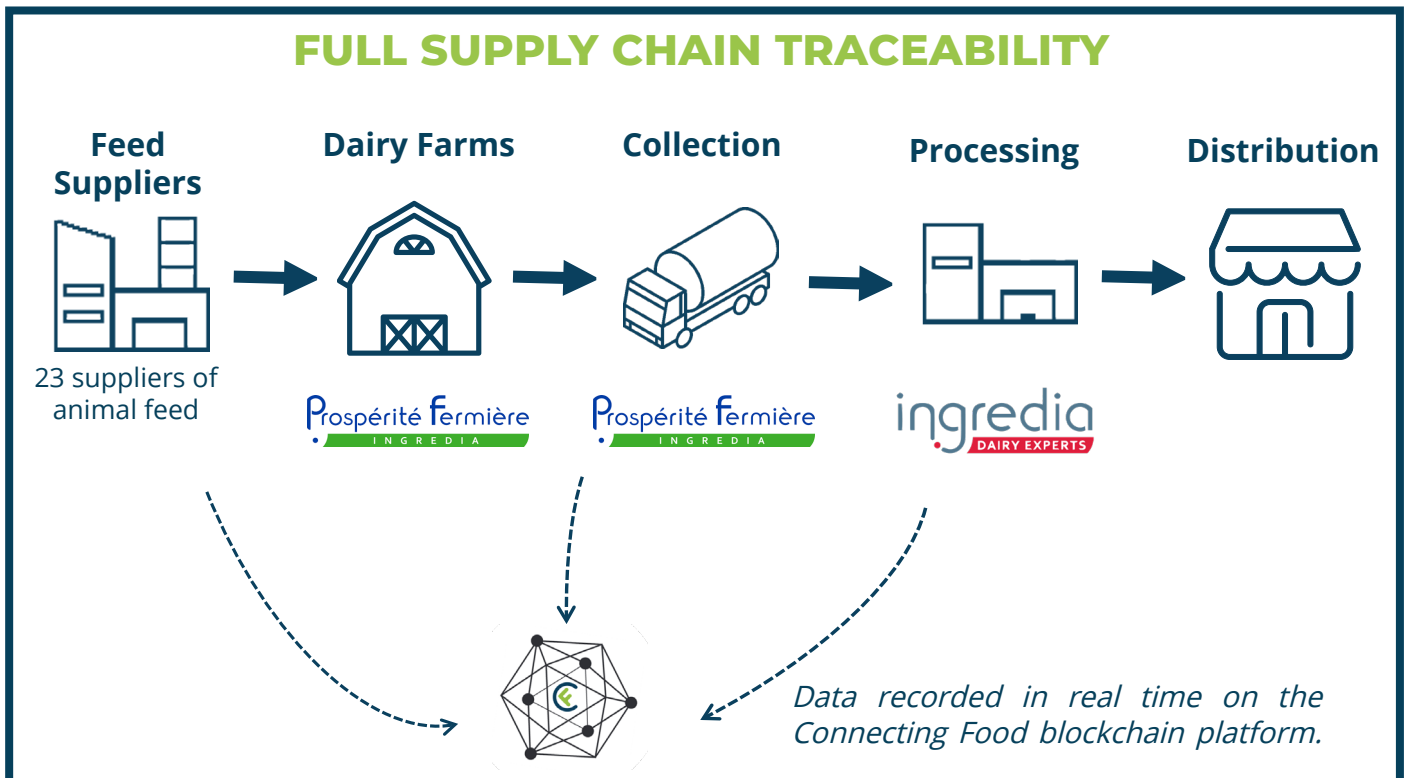 FULL SUPPLY CHAIN TRACEABILITY
Feed
Suppliers
Dairy Farms
Collection
Processing
Distribution
23 suppliers of
animal feed
Prospérité Fermière
INGREDIA
Prospérité Fermière
INGREDIA
ingredia
DAIRY EXPERTS
CF
Data recorded in real time on the
Connecting Food blockchain platform.